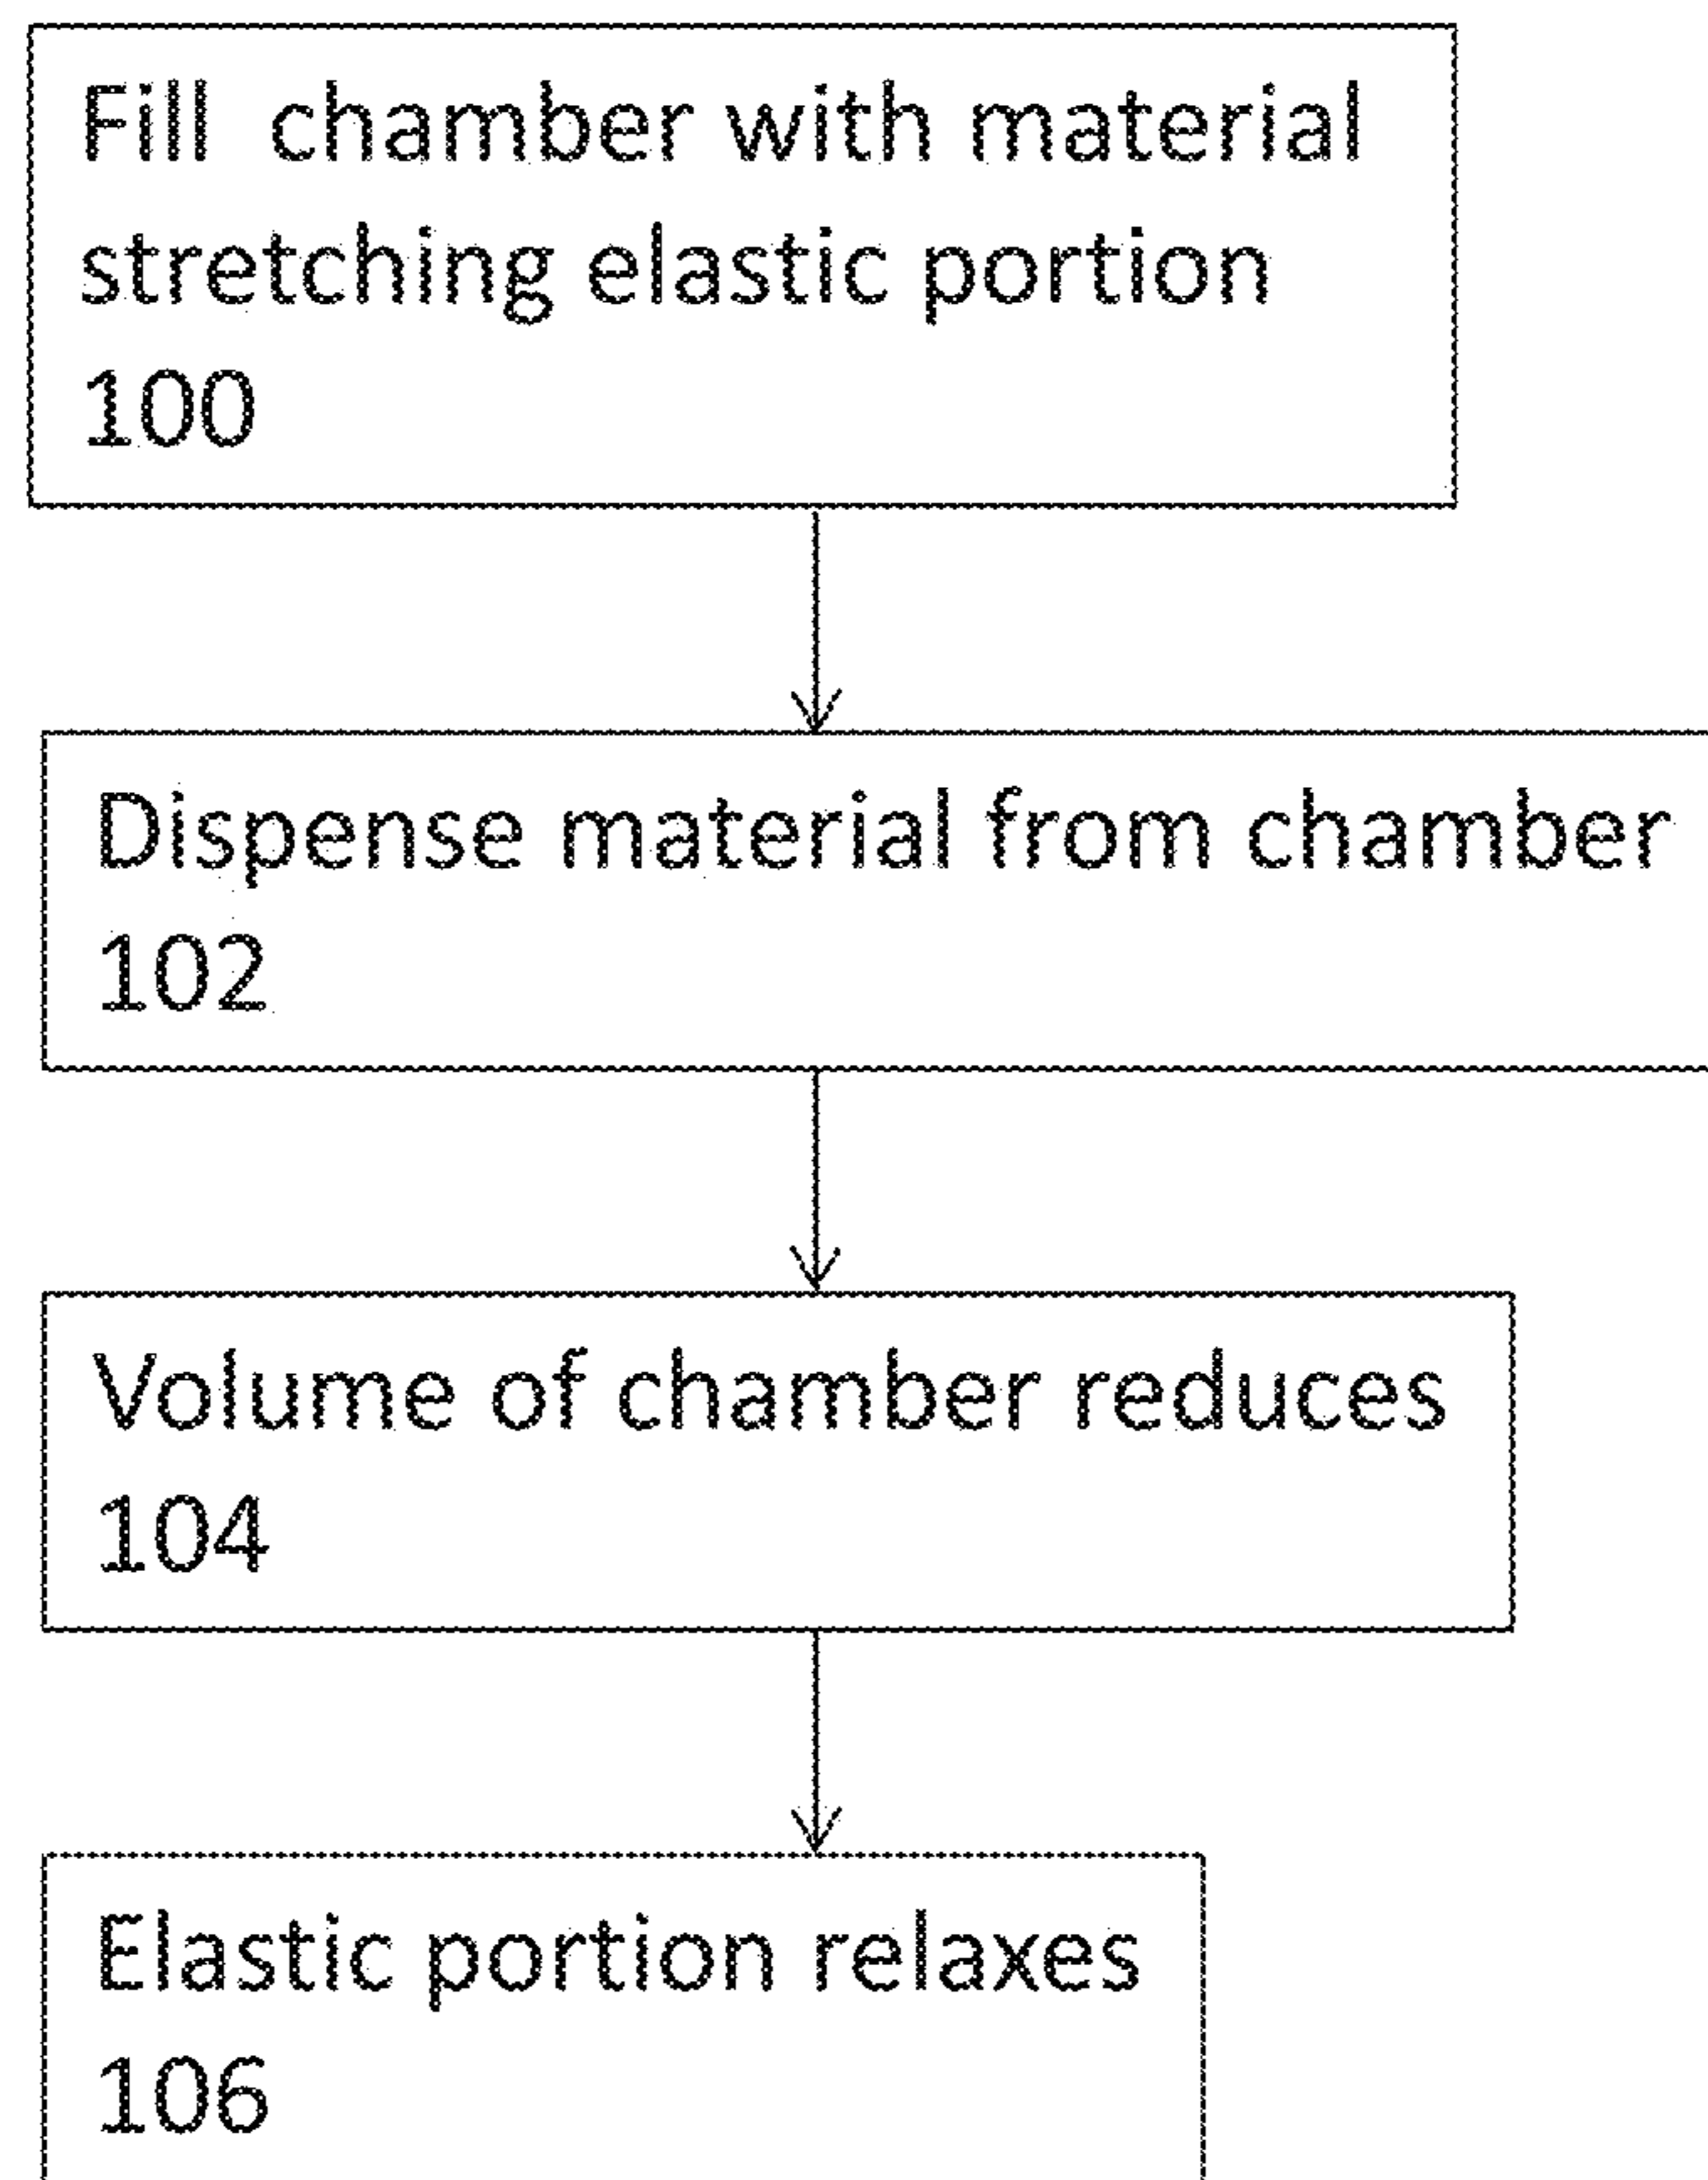 Fill chamber with material
stretching elastic portion
100
Dispense material from chamber
102
Volume of chamber reduces
104
Elastic portion relaxes
106